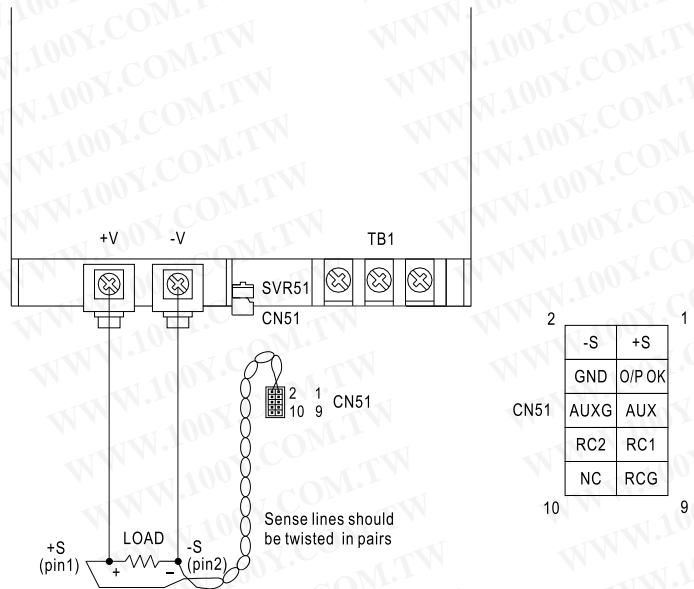 WWW.100Y.COM.TW
+V -V TB1
SVR51
CN51
2 1
10 9
CN51
Sense lines should
be twisted in pairs
LOAD
+S
(pin1)
+
-
-S
(pin2)
2 1
-S +S
GND O/P OK
CN51 AUXG AUX
RC2 RC1
NC RCG
10 9